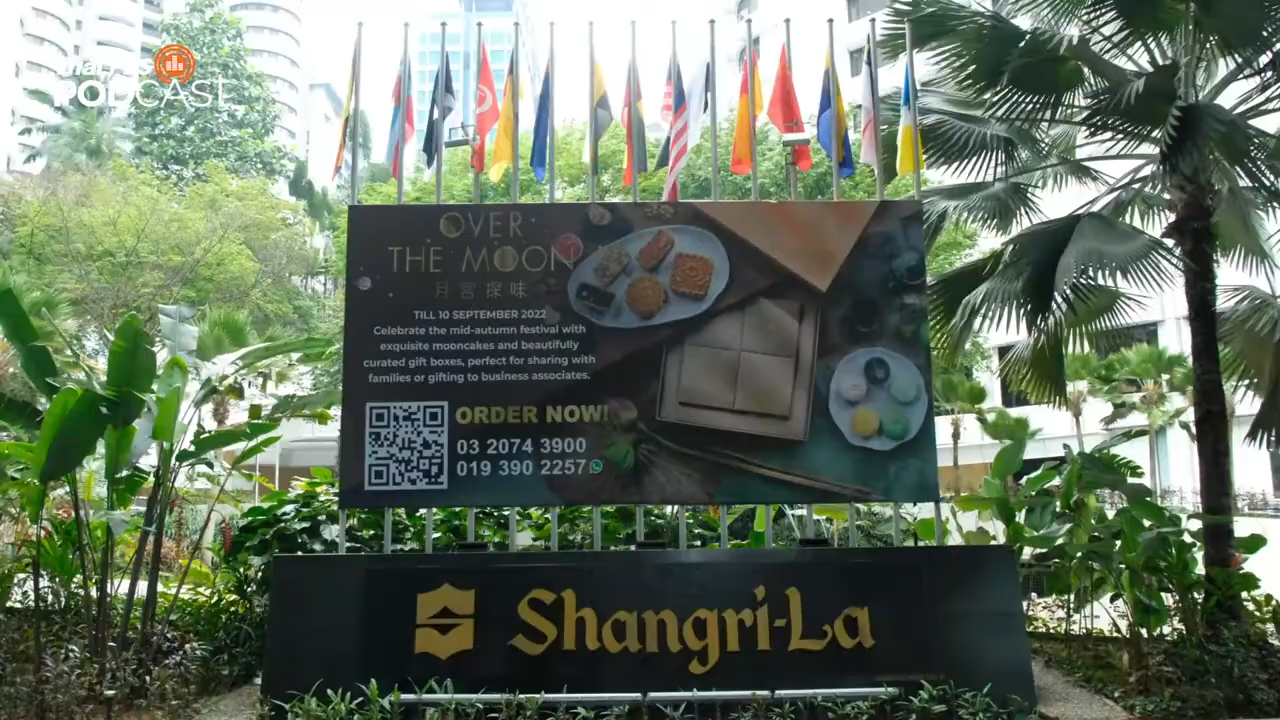 PODCAST
OVER
THE MOON
月宮探味
TILL 10 SEPTEMBER 2022
Celebrate the mid-autumn festival with
exquisite mooncakes and beautifully
curated gift boxes, perfect for sharing with
families or gifting to business associates.
ORDER NOW!
03 2074 3900
019 390 2257
Shangri-La